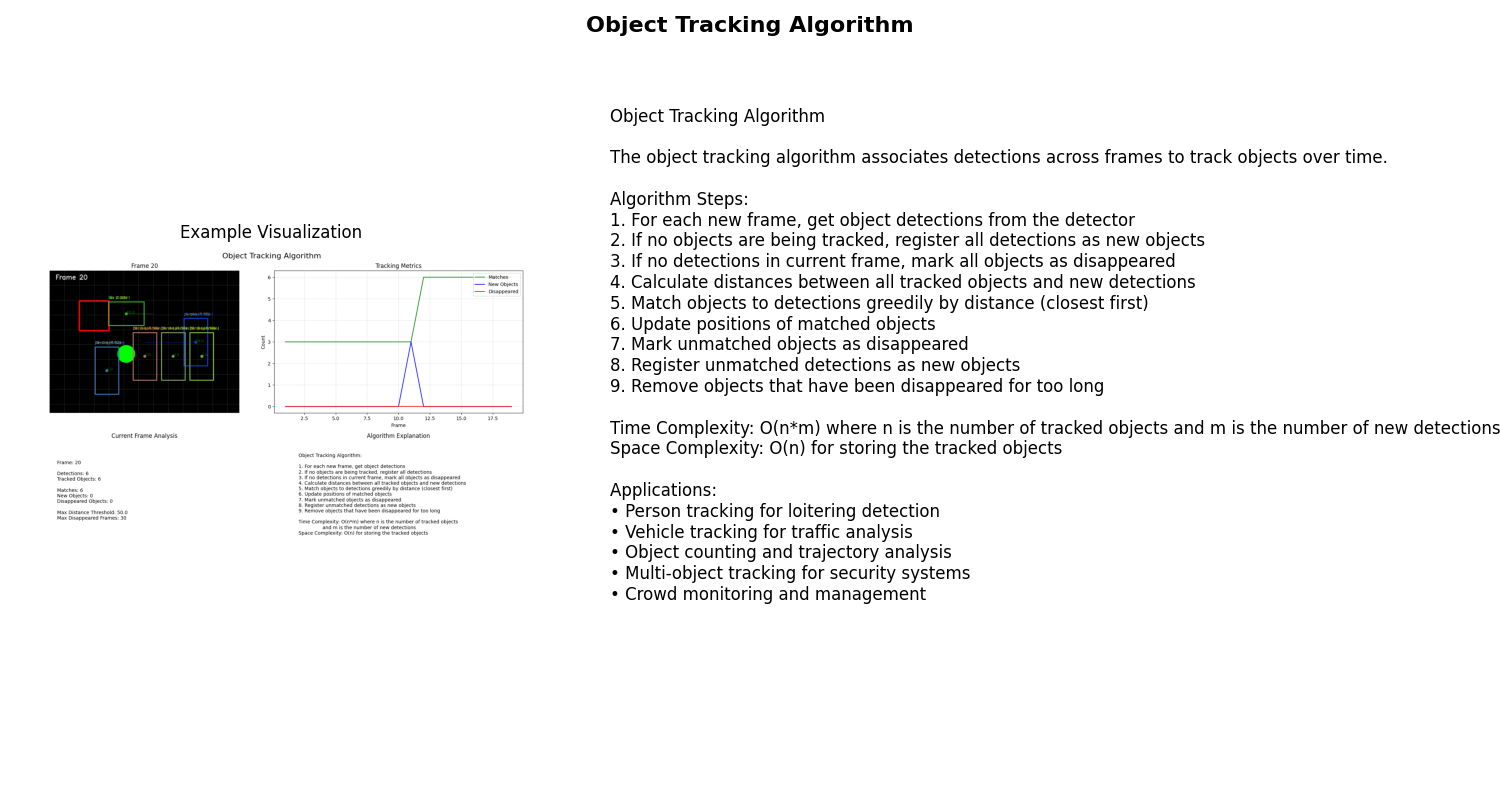 Object Tracking Algorithm
Example Visualization
Object Tracking Algorithm
Frame 20
Frame 20
Tracking Metrics
Matches
New Objects
Disappeared
6
5
4
3
2
1
0
Count
2.5 5.0 7.5 10.0 12.5 15.0 17.5
Frame
Current Frame Analysis
Frame: 20
Detections: 6
Tracked Objects: 6
Matches: 6
New Objects: 0
Disappeared Objects: 0
Max Distance Threshold: 50.0
Max Disappeared Frames: 30
Algorithm Explanation
Object Tracking Algorithm:
1. For each new frame, get object detections
2. If no objects are being tracked, register all detections
3. If no detections in current frame, mark all objects as disappeared
4. Calculate distances between all tracked objects and new detections
5. Match objects to detections greedily by distance (closest first)
6. Update positions of matched objects
7. Mark unmatched objects as disappeared
8. Register unmatched detections as new objects
9. Remove objects that have been disappeared for too long
Time Complexity: O(n*m) where n is the number of tracked objects
and m is the number of new detections
Space Complexity: O(n) for storing the tracked objects
Object Tracking Algorithm
The object tracking algorithm associates detections across frames to track objects over time.
Algorithm Steps:
1. For each new frame, get object detections from the detector
2. If no objects are being tracked, register all detections as new objects
3. If no detections in current frame, mark all objects as disappeared
4. Calculate distances between all tracked objects and new detections
5. Match objects to detections greedily by distance (closest first)
6. Update positions of matched objects
7. Mark unmatched objects as disappeared
8. Register unmatched detections as new objects
9. Remove objects that have been disappeared for too long
Time Complexity: O(n*m) where n is the number of tracked objects and m is the number of new detections
Space Complexity: O(n) for storing the tracked objects
Applications:
• Person tracking for loitering detection
• Vehicle tracking for traffic analysis
• Object counting and trajectory analysis
• Multi-object tracking for security systems
• Crowd monitoring and management